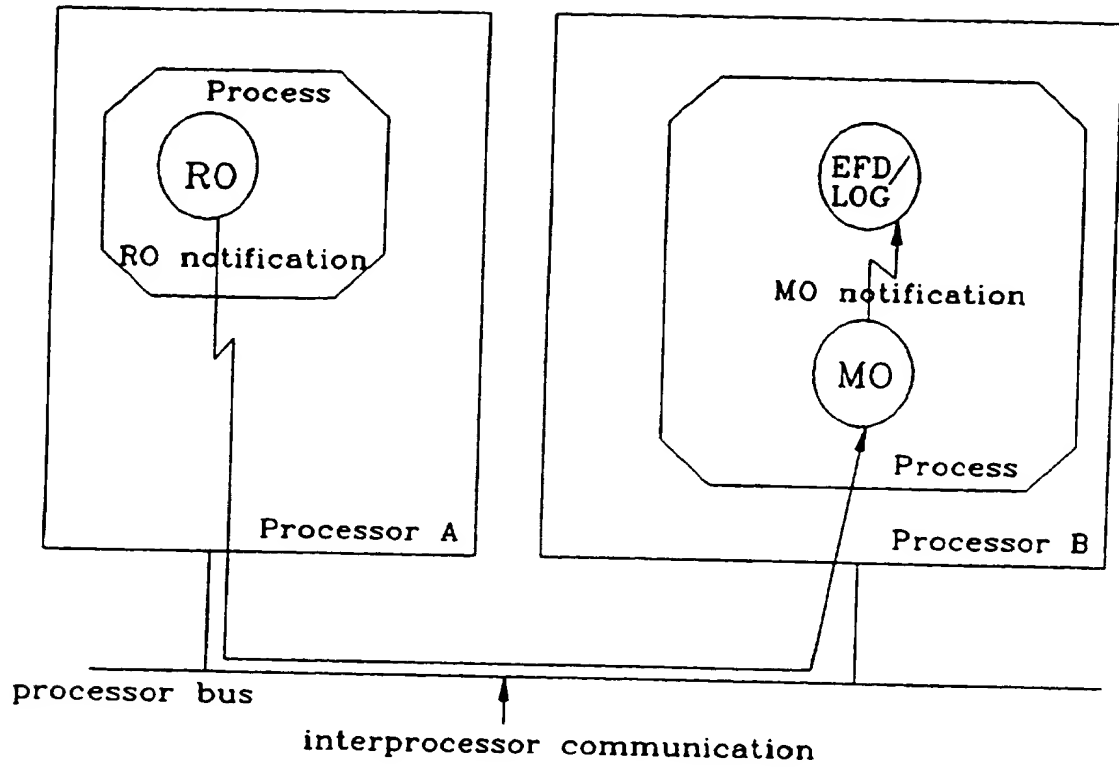 Process
RO
RO notification
Processor A
EFD/
LOG
MO notification
MO
Process
Processor B
processor bus
interprocessor communication